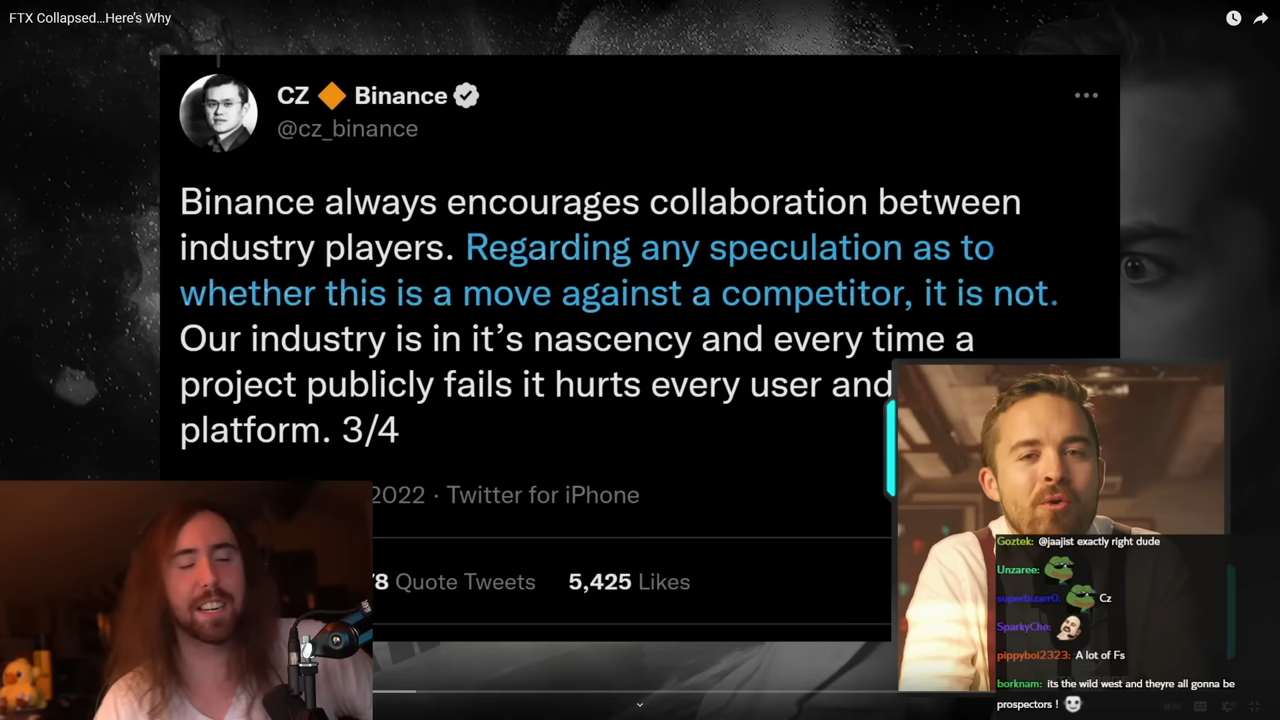 FTX Collapsed...Here's Why
CZ 🔶 Binance
@cz_binance
Binance always encourages collaboration between
industry players. Regarding any speculation as to
whether this is a move against a competitor, it is not.
Our industry is in it's nascency and every time a
project publicly fails it hurts every user and
platform. 3/4
2022 · Twitter for iPhone
8 Quote Tweets 5,425 Likes
Goztek: @jaajist exactly right dude
Unzaree:
superbizarr0: Cz
SparkyCho:
pippyboi2323: A lot of Fs
borknam: its the wild west and theyre all gonna be
prospectors !